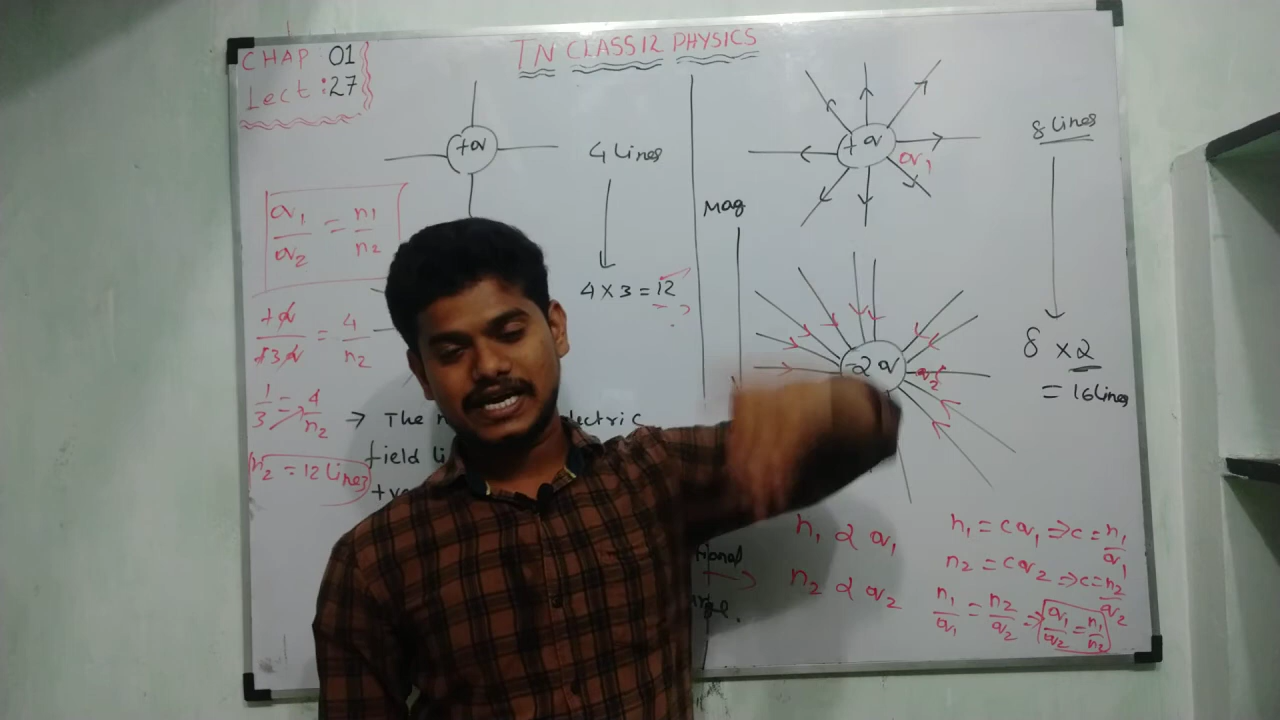 TN CLASS 12 PHYSICS
CHAP 01
Lect:27
+q
4 Lines
4 X 3 = 12
q1/q2 = n1/n2
+q/+3q = 4/n2
1/3 = 4/n2
n2 = 12 Lines
→ The
field
+ve
Mag
+q
q1
8 Lines
-2q
q2
8 x2
= 16 Lines
n1 ∝ q1
n2 ∝ q2
n1 = cq1 ⇒ c = n1/q1
n2 = cq2 ⇒ c = n2/q2
n1/q1 = n2/q2 ⇒ q1/q2 = n1/n2